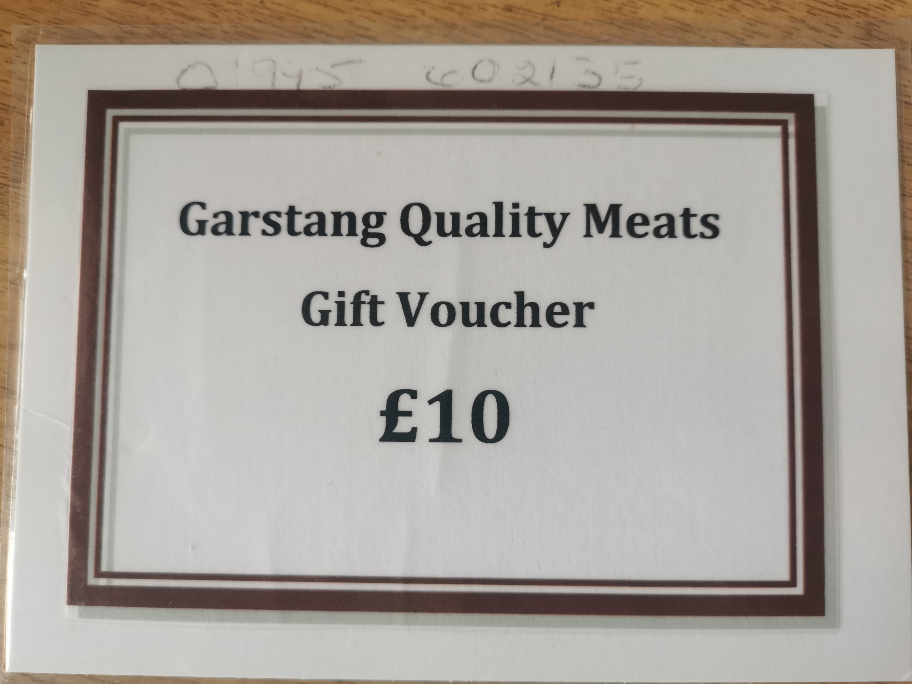 01995 602135
Garstang Quality Meats
Gift Voucher
£10